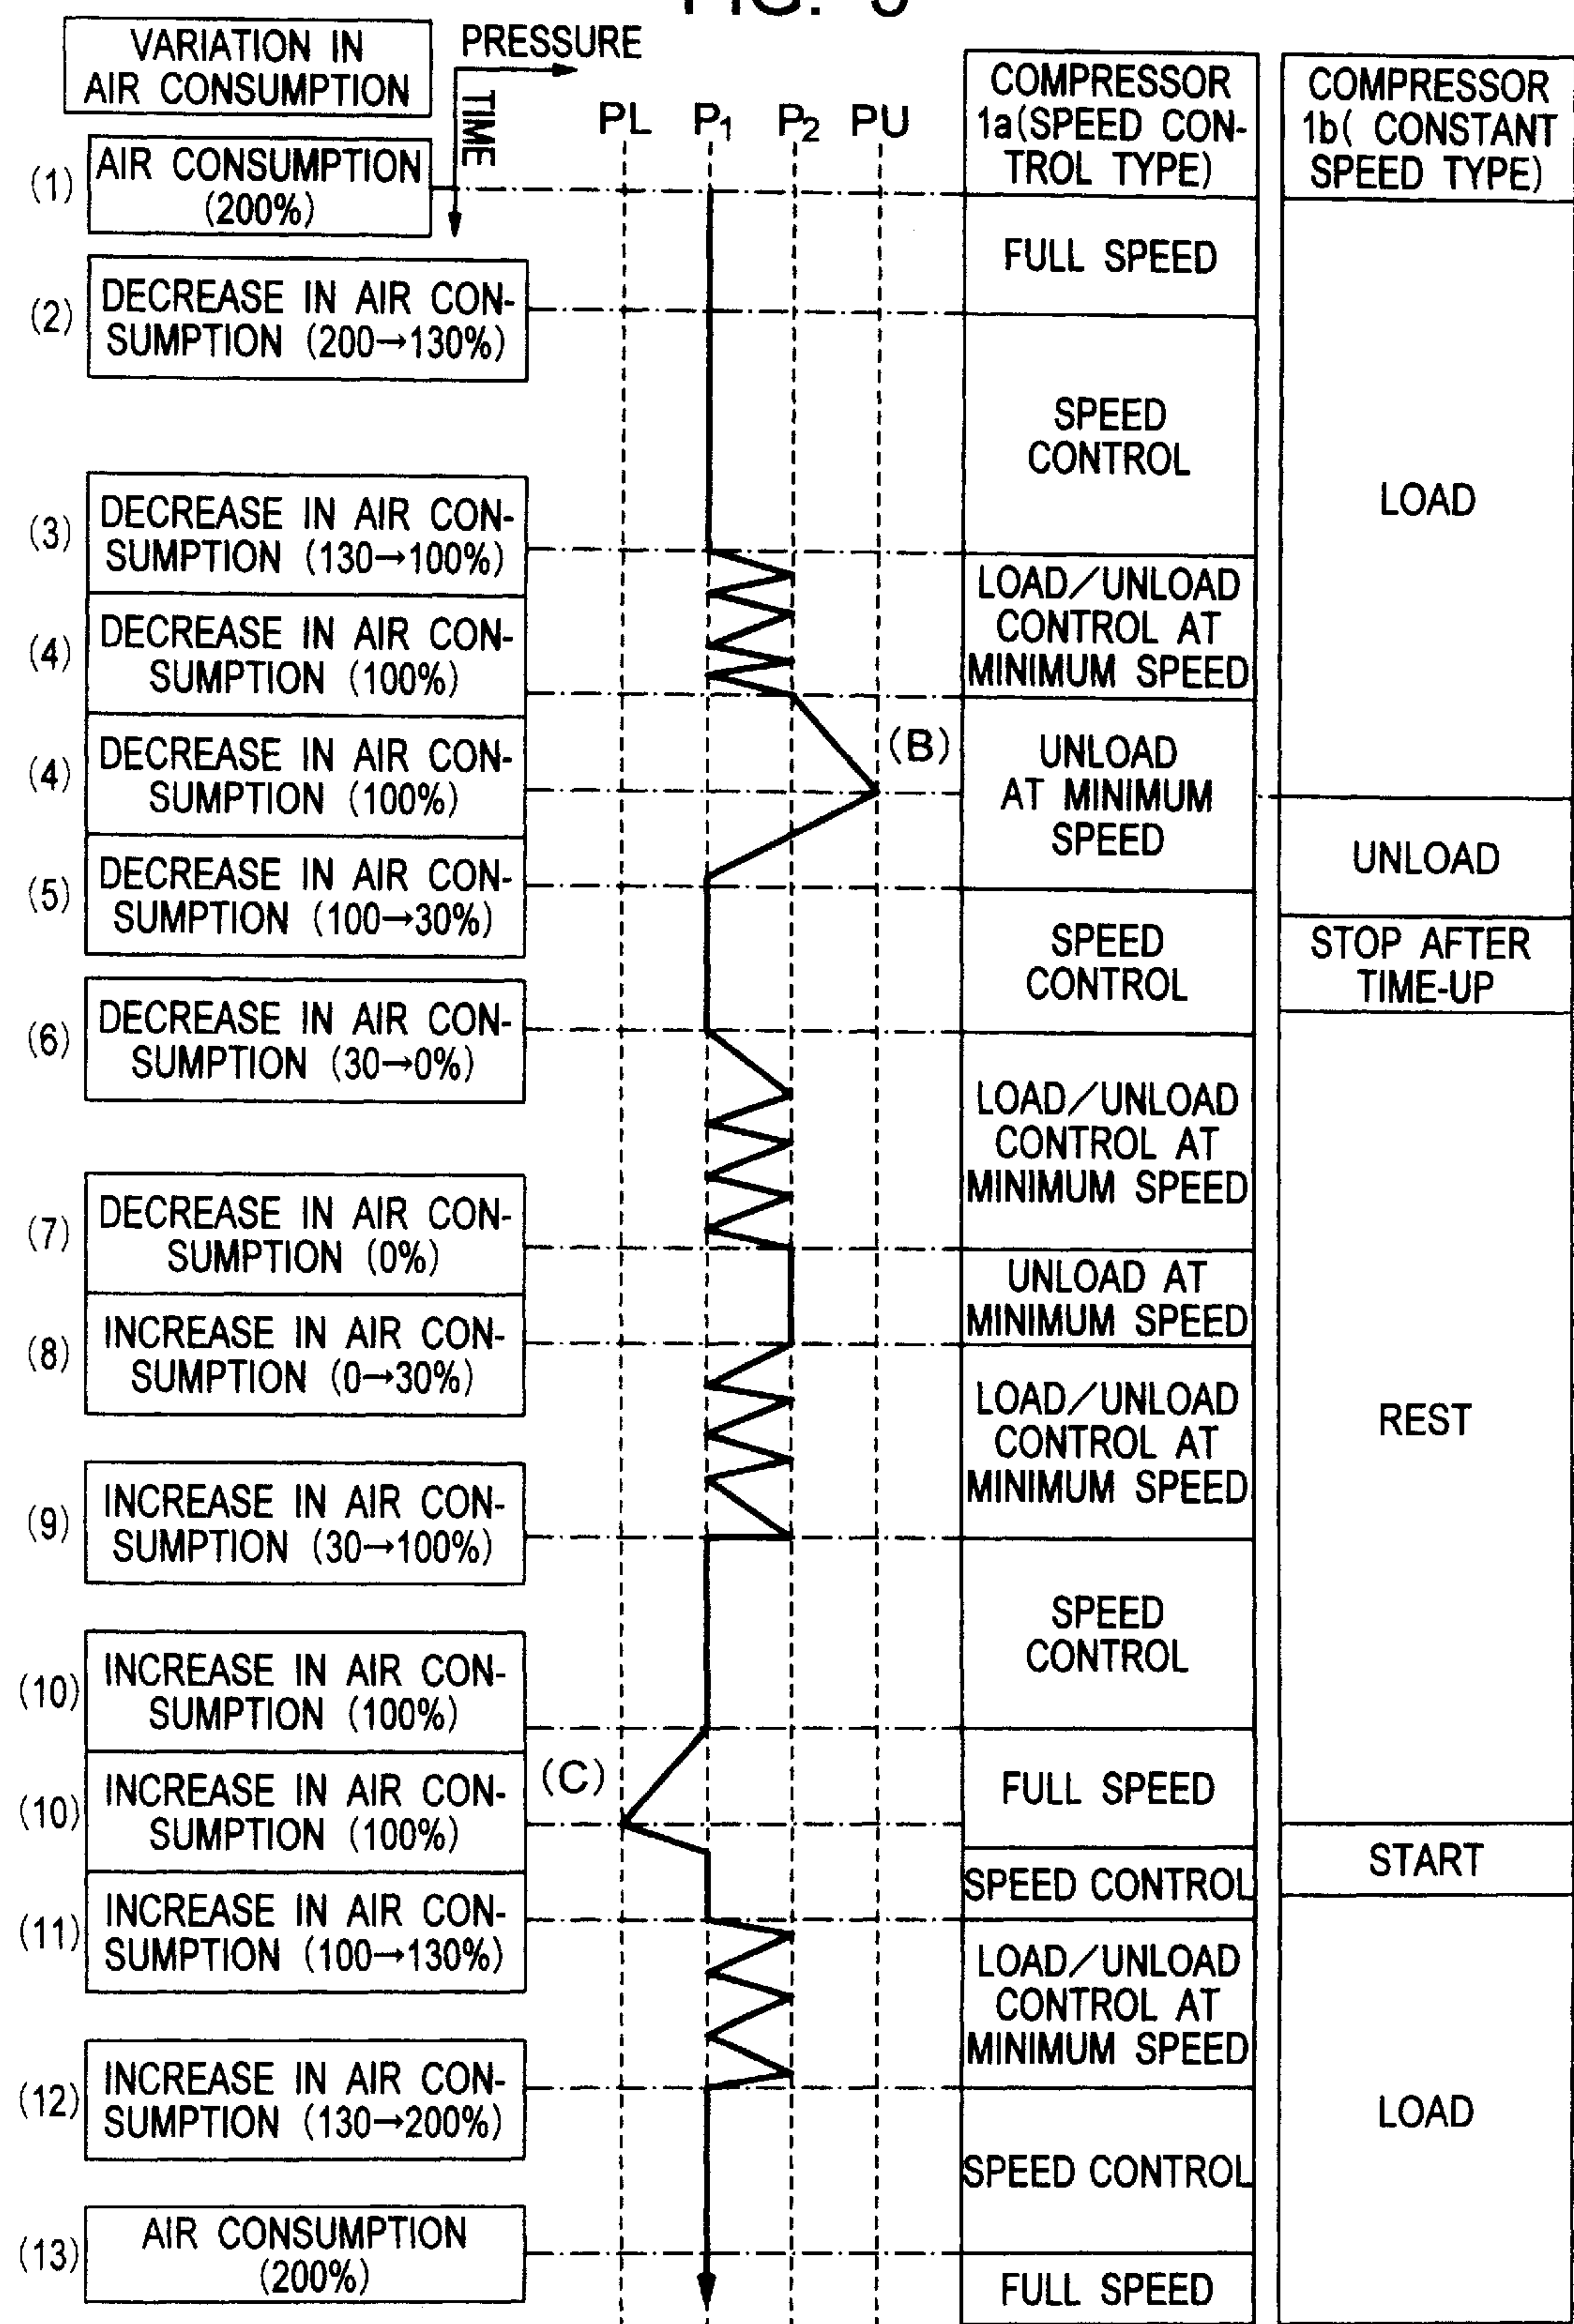 VARIATION IN
AIR CONSUMPTION
PRESSURE
TIME
PL P1 P2 PU
COMPRESSOR
1a(SPEED CON-
TROL TYPE)
COMPRESSOR
1b( CONSTANT
SPEED TYPE)
(1)
AIR CONSUMPTION
(200%)
(2)
DECREASE IN AIR CON-
SUMPTION (200→130%)
(3)
DECREASE IN AIR CON-
SUMPTION (130→100%)
(4)
DECREASE IN AIR CON-
SUMPTION (100%)
(4)
DECREASE IN AIR CON-
SUMPTION (100%)
(5)
DECREASE IN AIR CON-
SUMPTION (100→30%)
(6)
DECREASE IN AIR CON-
SUMPTION (30→0%)
(7)
DECREASE IN AIR CON-
SUMPTION (0%)
(8)
INCREASE IN AIR CON-
SUMPTION (0→30%)
(9)
INCREASE IN AIR CON-
SUMPTION (30→100%)
(10)
INCREASE IN AIR CON-
SUMPTION (100%)
(10)
INCREASE IN AIR CON-
SUMPTION (100%)
(11)
INCREASE IN AIR CON-
SUMPTION (100→130%)
(12)
INCREASE IN AIR CON-
SUMPTION (130→200%)
(13)
AIR CONSUMPTION
(200%)
(B)
(C)
FULL SPEED
SPEED
CONTROL
LOAD/UNLOAD
CONTROL AT
MINIMUM SPEED
UNLOAD
AT MINIMUM
SPEED
SPEED
CONTROL
LOAD/UNLOAD
CONTROL AT
MINIMUM SPEED
UNLOAD AT
MINIMUM SPEED
LOAD/UNLOAD
CONTROL AT
MINIMUM SPEED
SPEED
CONTROL
FULL SPEED
SPEED CONTROL
LOAD/UNLOAD
CONTROL AT
MINIMUM SPEED
SPEED CONTROL
FULL SPEED
LOAD
UNLOAD
STOP AFTER
TIME-UP
REST
START
LOAD